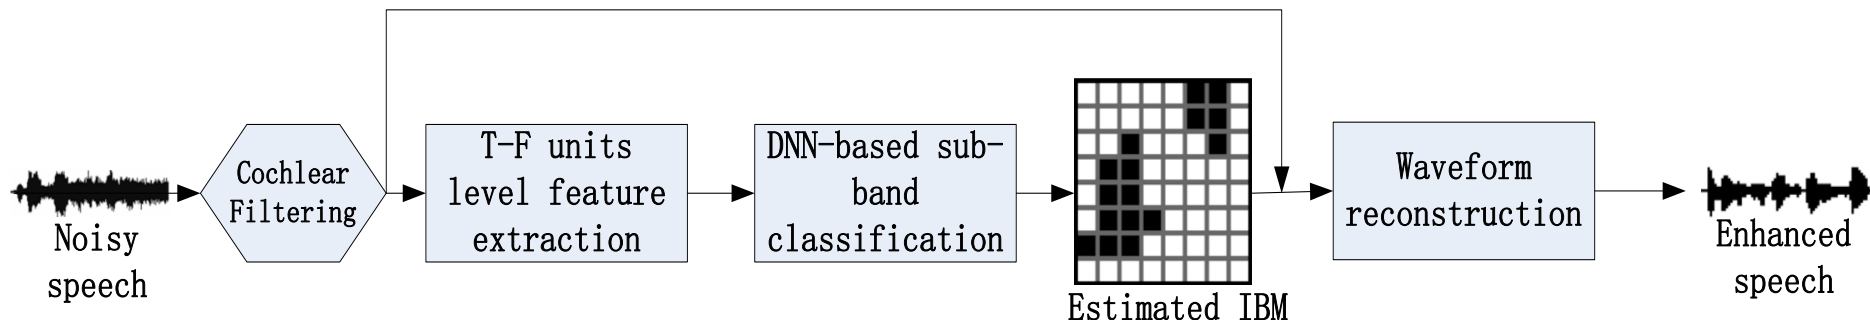 Noisy
speech
Cochlear
Filtering
T-F units
level feature
extraction
DNN-based sub-
band
classification
Estimated IBM
Waveform
reconstruction
Enhanced
speech